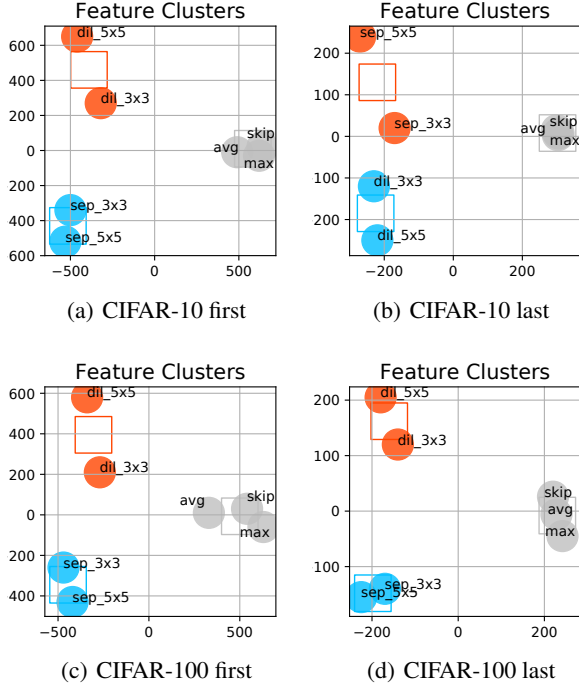 Feature Clusters
600
400
200
0
200
400
600
−500
0
500
dil_5x5
dil_3x3
skip
avg
max
sep_3x3
sep_5x5
(a) CIFAR-10 first
Feature Clusters
200
100
0
100
200
−200
0
200
sep_5x5
sep_3x3
skip
avg
max
dil_3x3
dil_5x5
(b) CIFAR-10 last
Feature Clusters
600
400
200
0
200
400
−500
0
500
dil_5x5
dil_3x3
skip
avg
max
sep_3x3
sep_5x5
(c) CIFAR-100 first
Feature Clusters
200
100
0
100
−200
0
200
dil_5x5
dil_3x3
skip
avg
max
sep_3x3
sep_5x5
(d) CIFAR-100 last